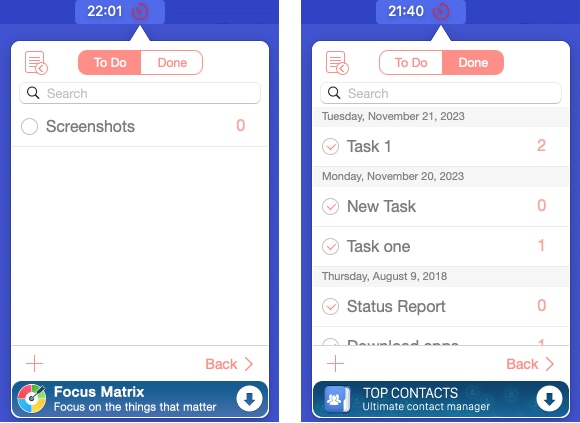 22:01
To Do Done
Search
Screenshots 0
Back
Focus Matrix
Focus on the things that matter
21:40
To Do Done
Search
Tuesday, November 21, 2023
Task 1 2
Monday, November 20, 2023
New Task 0
Task one 1
Thursday, August 9, 2018
Status Report 0
Download apps 1
Back
TOP CONTACTS
Ultimate contact manager